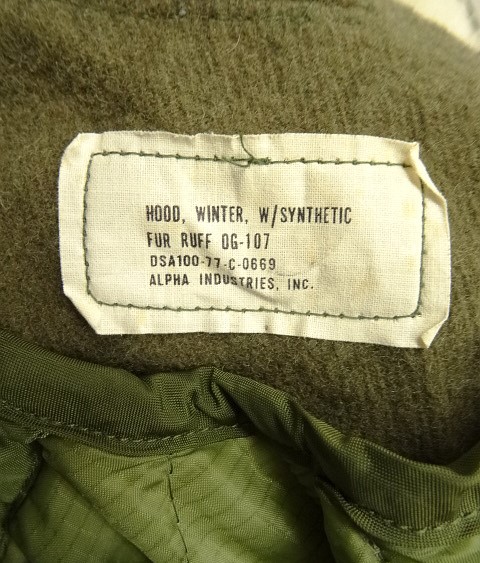 HOOD, WINTER, W/SYNTHETIC
FUR RUFF OG-107
DSA100-77-C-0669
ALPHA INDUSTRIES, INC.